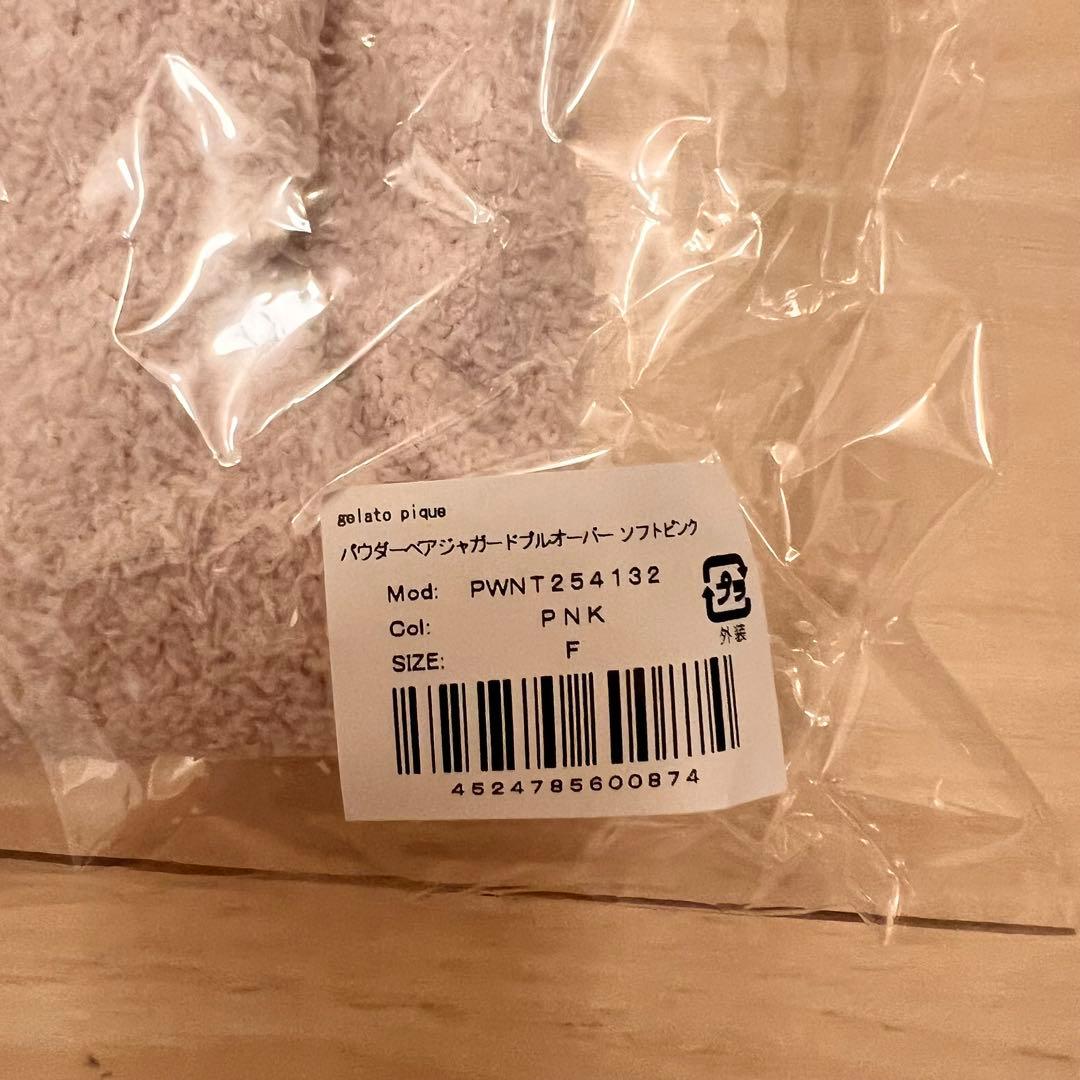 gelato pique
パウダーベアジャガードプルオーバー ソフトピンク
Mod: PWNT254132
Col: PNK
SIZE: F
プラ
外装
4524785600874